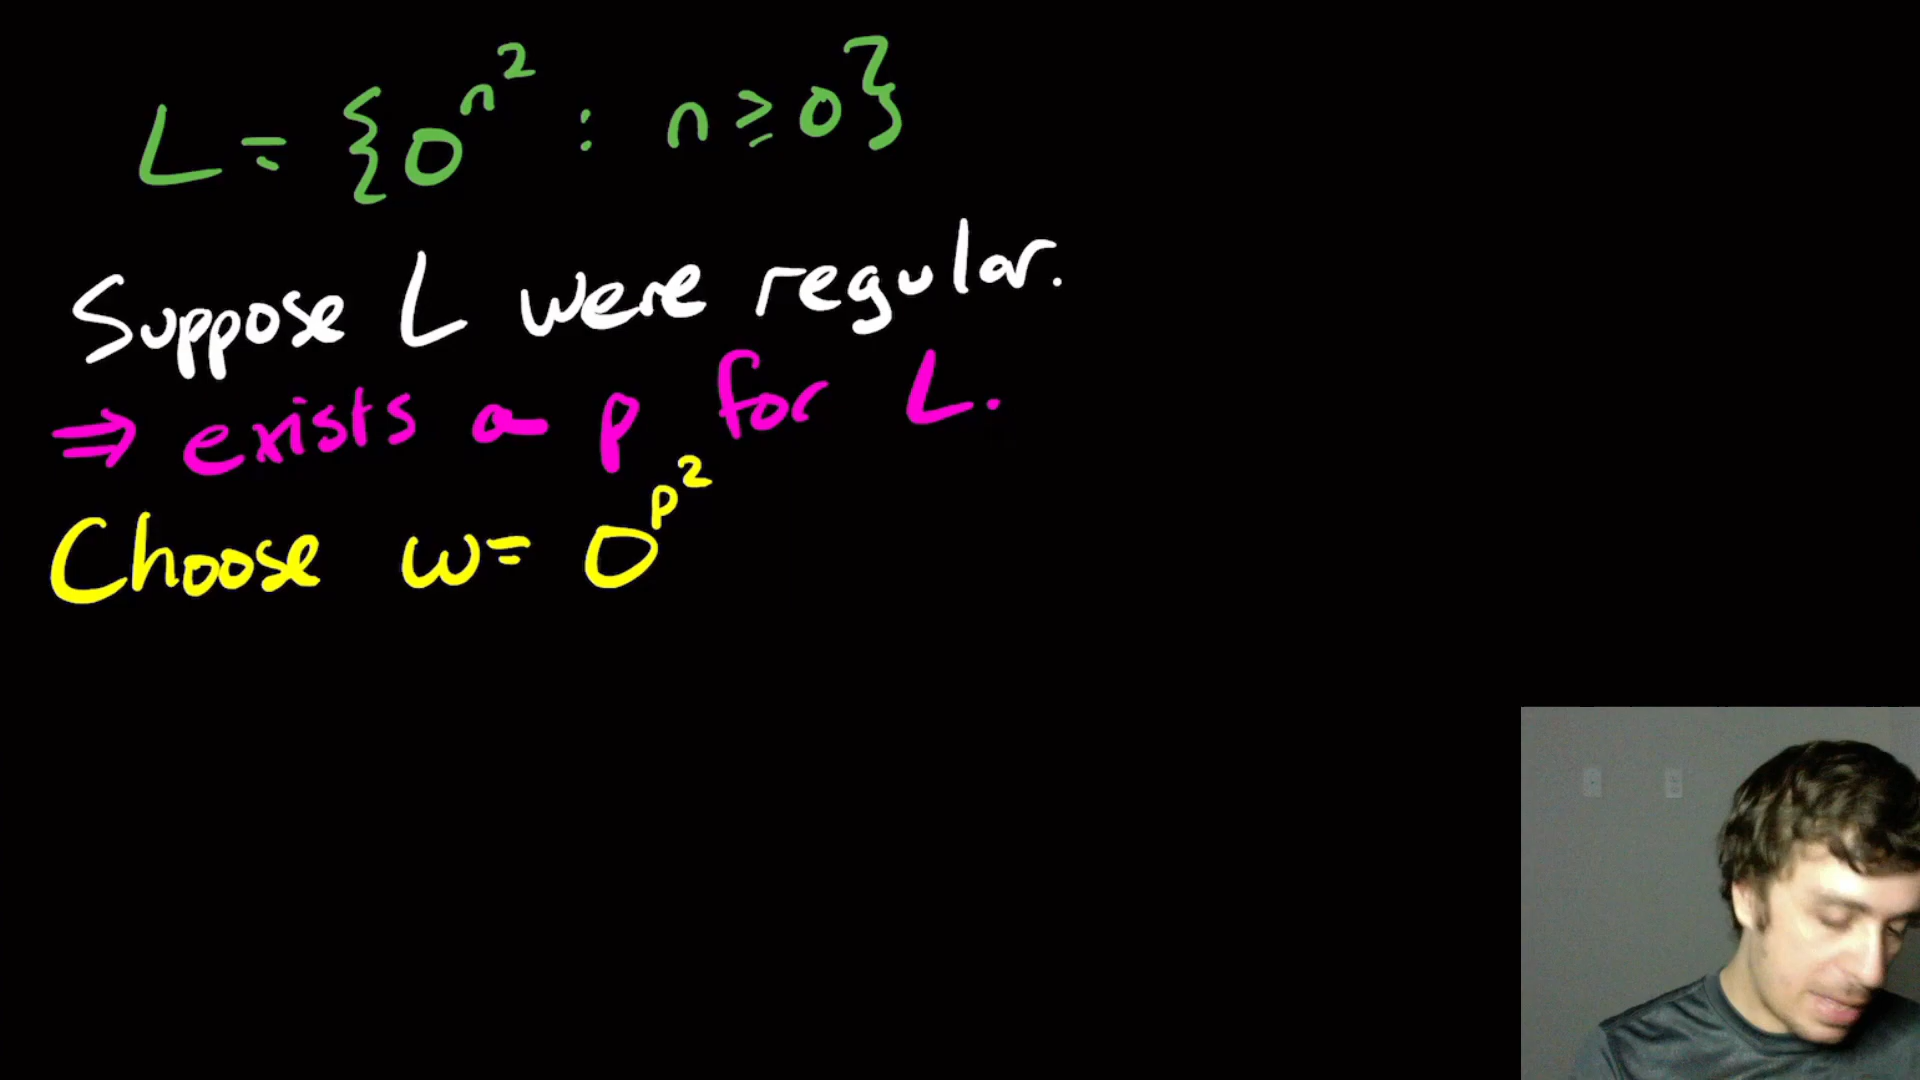 L = {0^{n^2} : n ≥ 0}
Suppose L were regular.
⇒ exists a p for L.
Choose w = 0^{p^2}